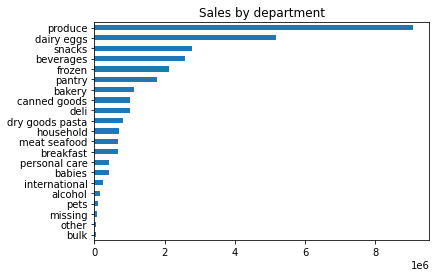 Sales by department
produce
dairy eggs
snacks
beverages
frozen
pantry
bakery
canned goods
deli
dry goods pasta
household
meat seafood
breakfast
personal care
babies
international
alcohol
pets
missing
other
bulk
0 2 4 6 8
1e6